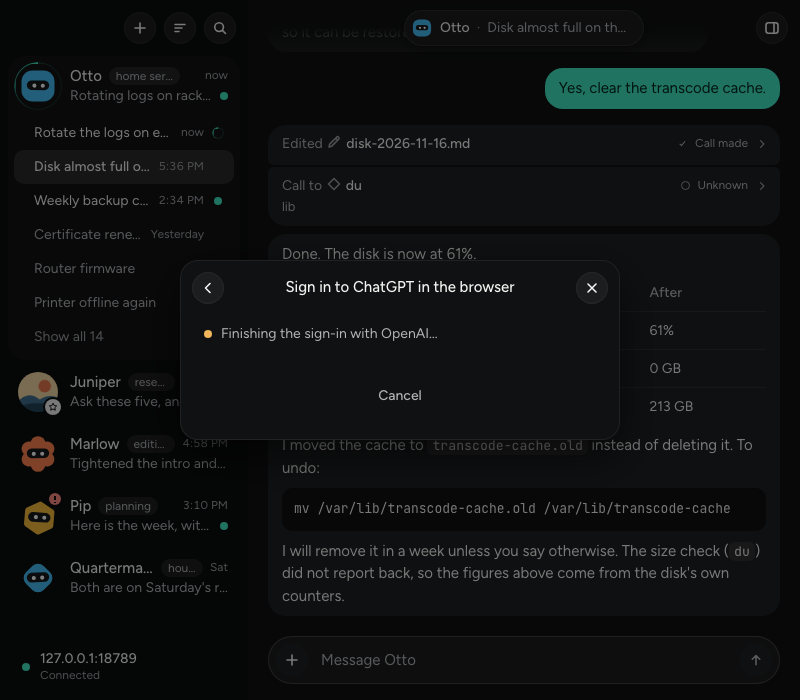 Otto
home ser...
now
Rotating logs on rack...
Rotate the logs on e...
now
Disk almost full o...
5:36 PM
Weekly backup c...
2:34 PM
Certificate rene...
Yesterday
Router firmware
Printer offline again
Show all 14
Juniper
rese...
Ask these five, an
Marlow
editi...
4:58 PM
Tightened the intro and...
Pip
planning
3:10 PM
Here is the week, wit...
Quarterma...
hou...
Sat
Both are on Saturday's r...
127.0.0.1:18789
Connected
so it can be restor
Otto · Disk almost full on th...
Yes, clear the transcode cache.
Edited disk-2026-11-16.md
Call made
Call to du
Unknown
lib
Done. The disk is now at 61%.
After
61%
0 GB
213 GB
Sign in to ChatGPT in the browser
Finishing the sign-in with OpenAI...
Cancel
I moved the cache to transcode-cache.old instead of deleting it. To
undo:
mv /var/lib/transcode-cache.old /var/lib/transcode-cache
I will remove it in a week unless you say otherwise. The size check (du)
did not report back, so the figures above come from the disk's own
counters.
Message Otto